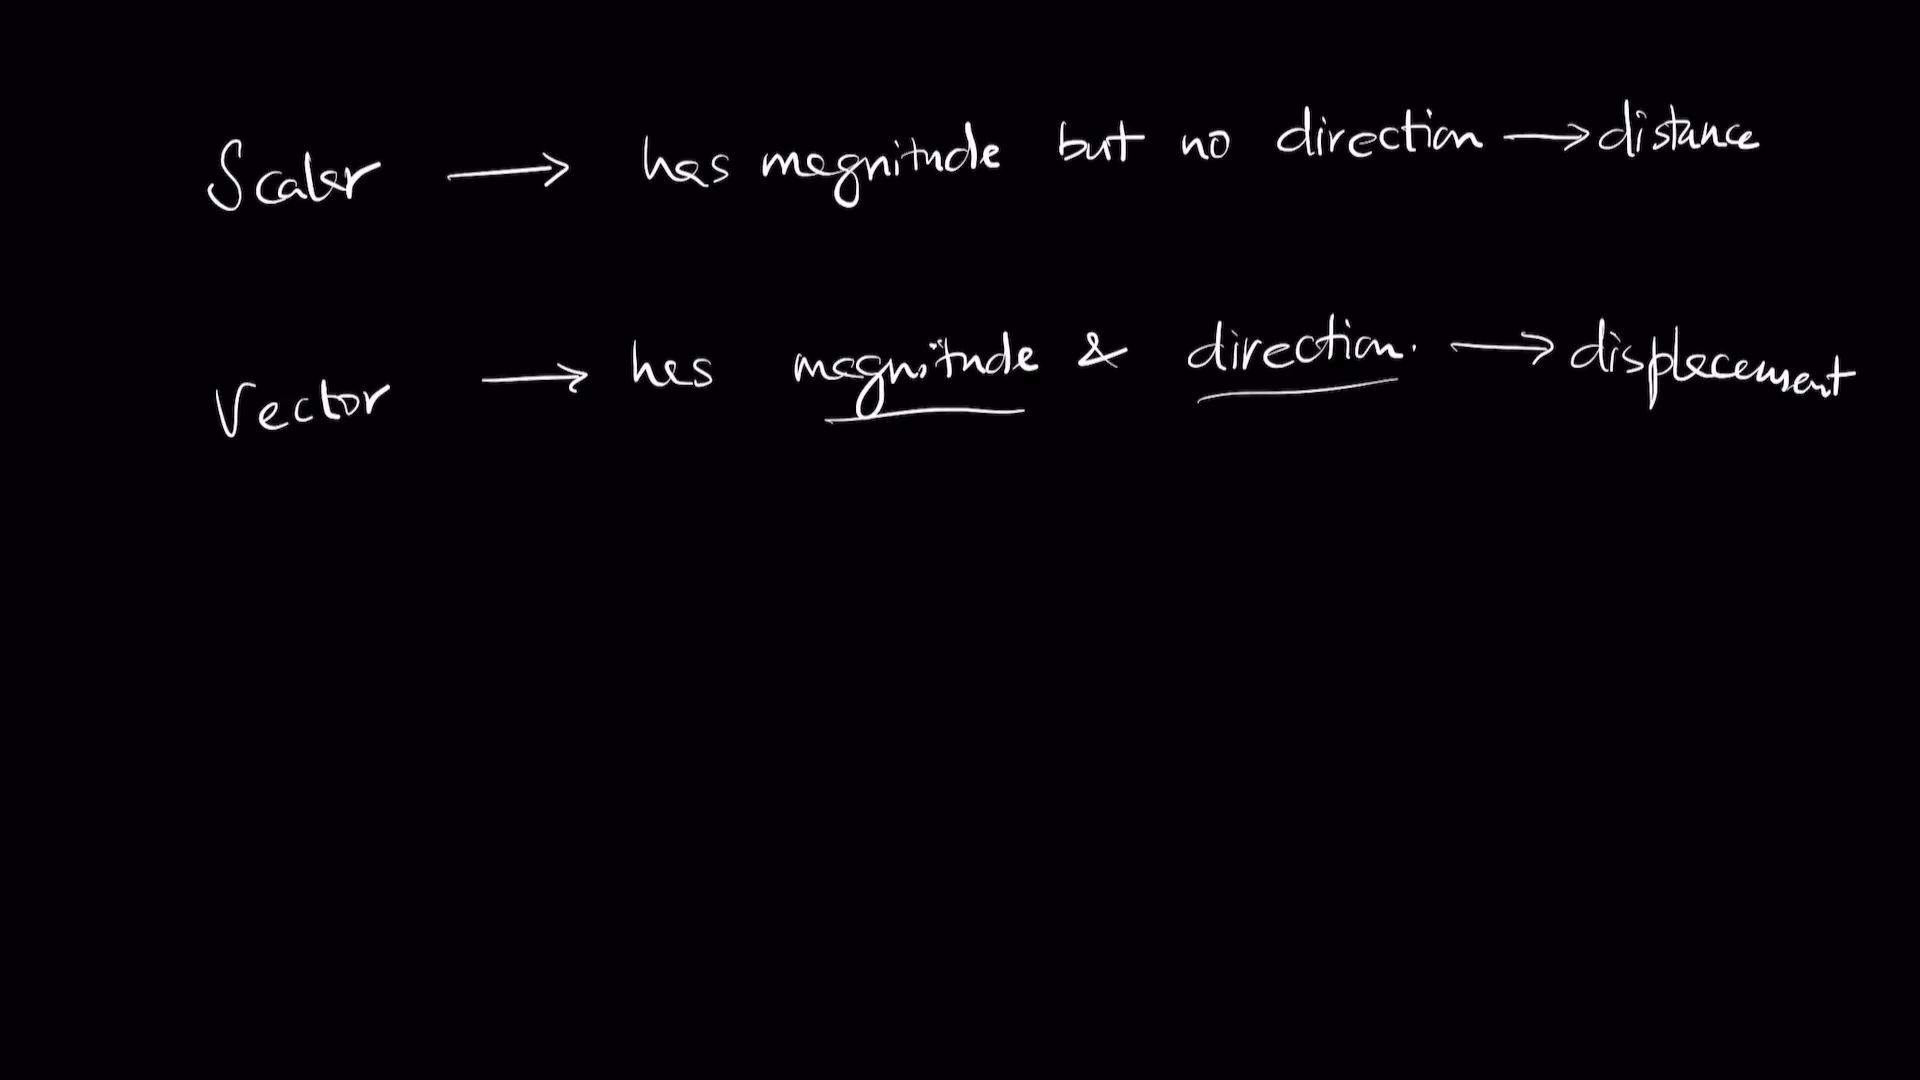 Scalar → has magnitude but no direction → distance
Vector → has magnitude & direction. → displacement